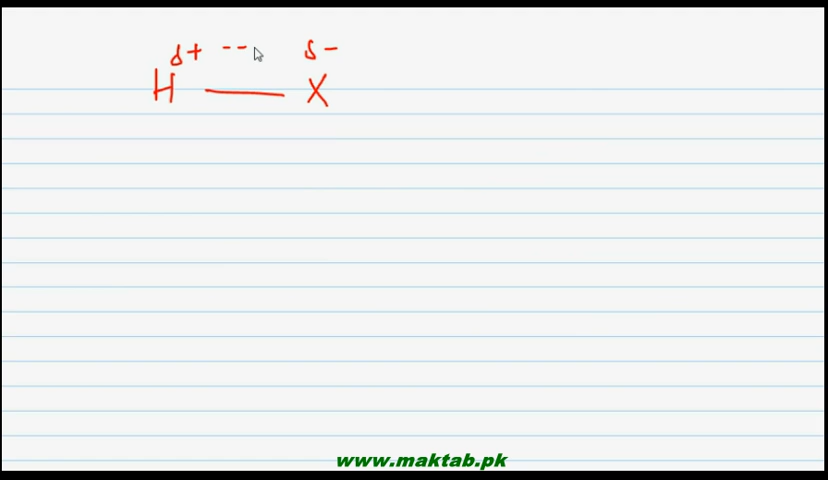 δ+ -- δ-
H — X
www.maktab.pk